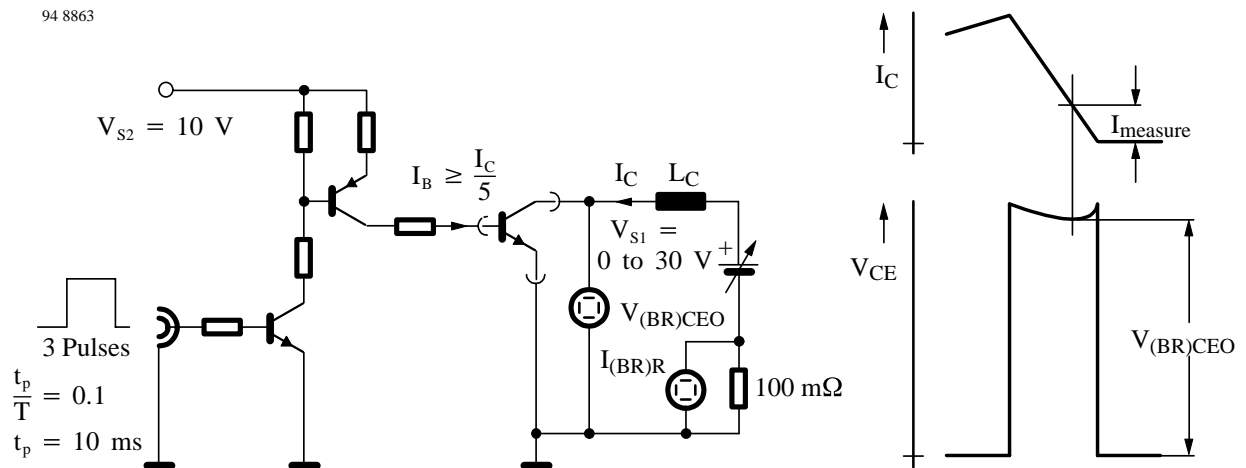 94 8863
V_S2 = 10 V
I_B ≥ I_C/5
I_C
L_C
V_S1 =
0 to 30 V
+
V_(BR)CEO
I_(BR)R
100 mΩ
3 Pulses
t_p/T = 0.1
t_p = 10 ms
I_C
I_measure
V_CE
V_(BR)CEO